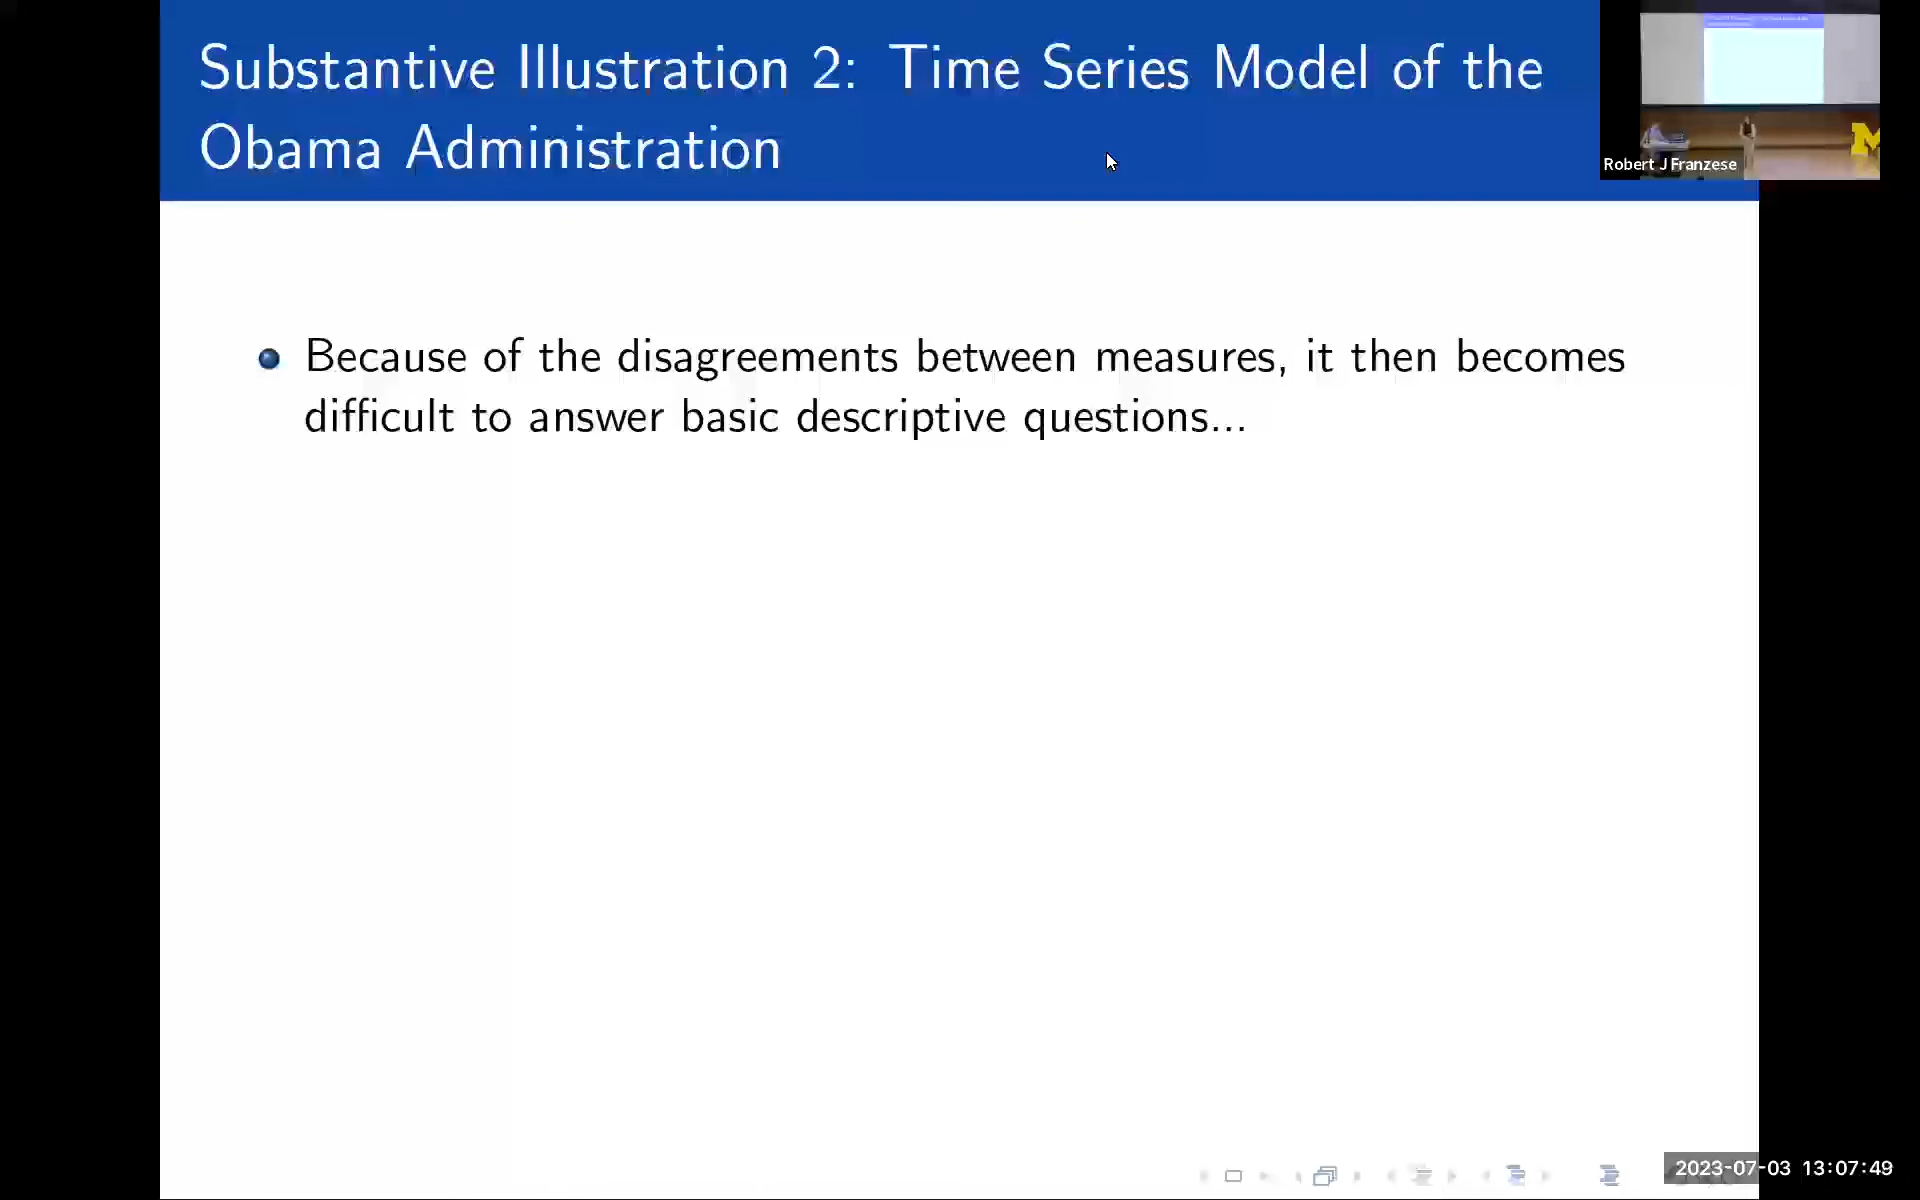 Substantive Illustration 2: Time Series Model of the
Obama Administration
M
Robert J Franzese
Because of the disagreements between measures, it then becomes
difficult to answer basic descriptive questions...
2023-07-03 13:07:49